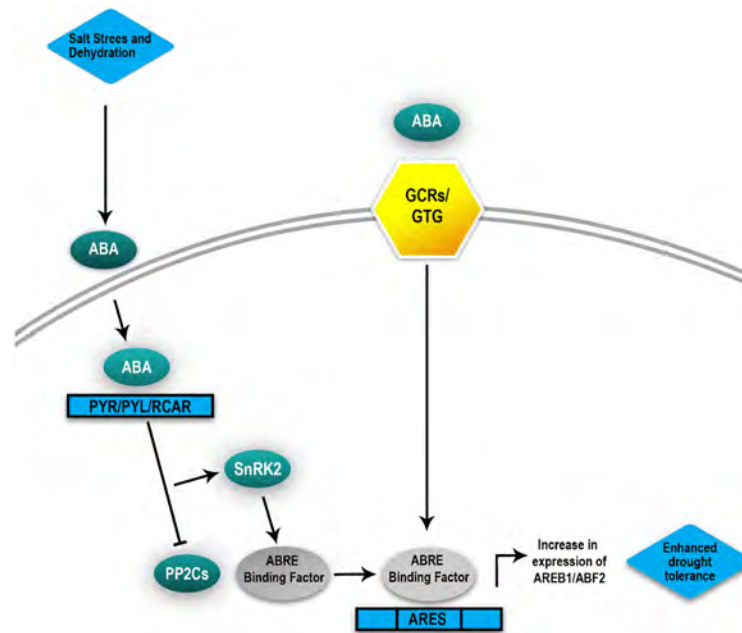 Salt Strees and
Dehydration
ABA
GCRs/
GTG
ABA
ABA
PYR/PYL/RCAR
SnRK2
PP2Cs
ABRE
Binding Factor
ABRE
Binding Factor
ARES
Increase in
expression of
AREB1/ABF2
Enhanced
drought
tolerance